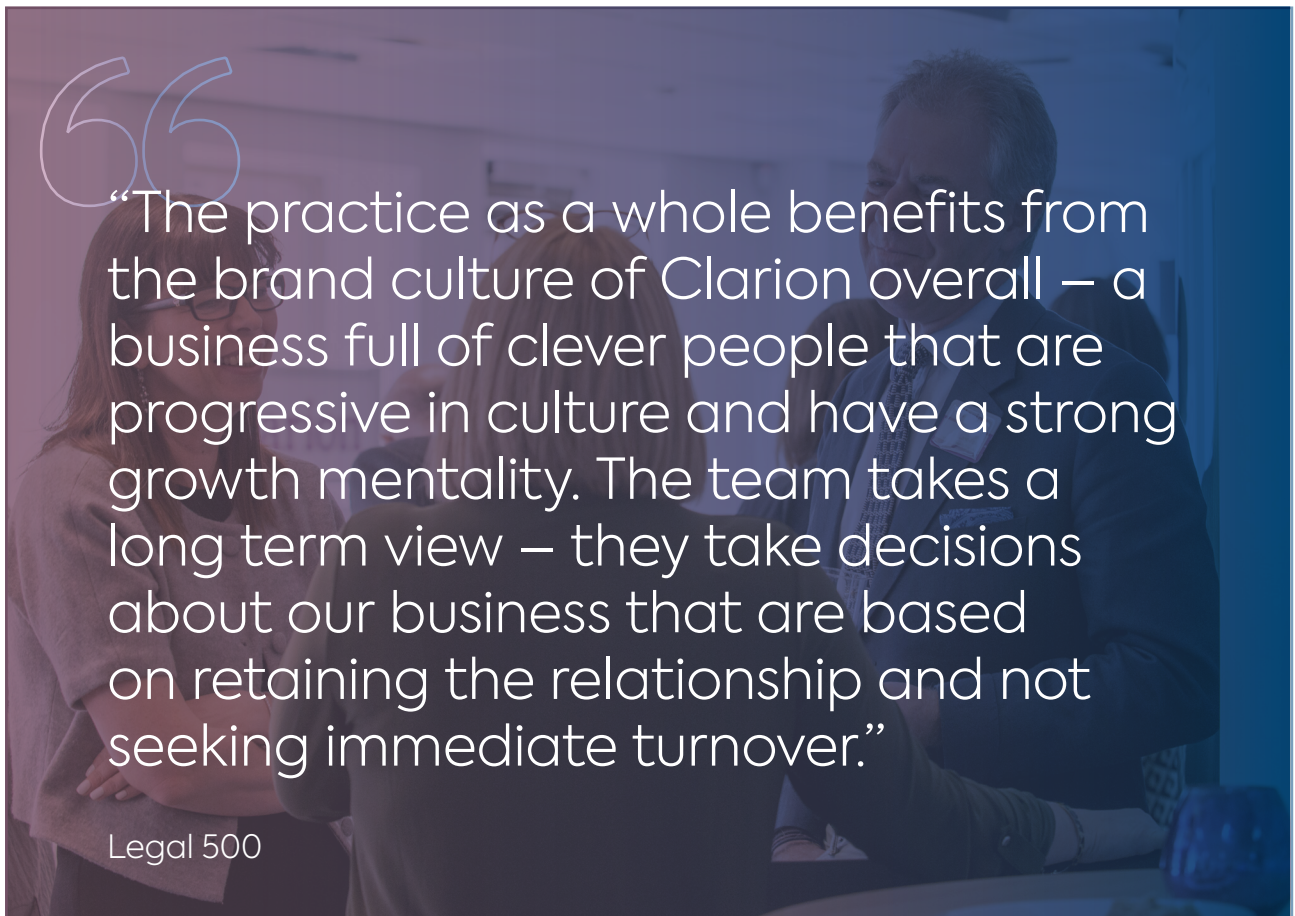 “The practice as a whole benefits from
the brand culture of Clarion overall – a
business full of clever people that are
progressive in culture and have a strong
growth mentality. The team takes a
long term view – they take decisions
about our business that are based
on retaining the relationship and not
seeking immediate turnover.”
Legal 500